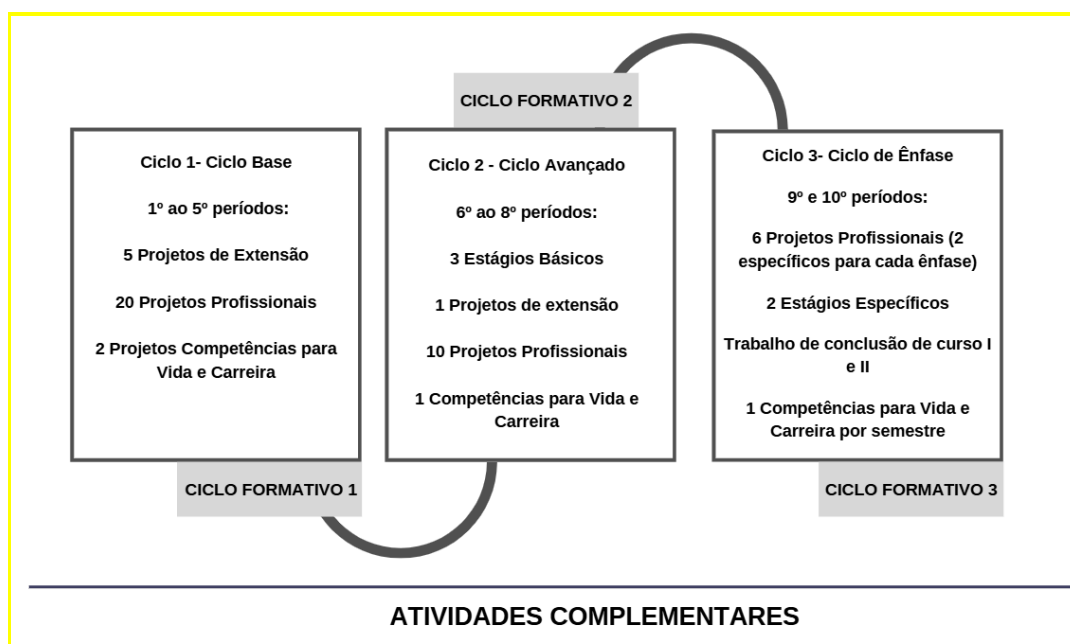 CICLO FORMATIVO 2
Ciclo 1- Ciclo Base
1º ao 5º períodos:
5 Projetos de Extensão
20 Projetos Profissionais
2 Projetos Competências para
Vida e Carreira
CICLO FORMATIVO 1
Ciclo 2 - Ciclo Avançado
6º ao 8º períodos:
3 Estágios Básicos
1 Projetos de extensão
10 Projetos Profissionais
1 Competências para Vida e
Carreira
Ciclo 3- Ciclo de Ênfase
9º e 10º períodos:
6 Projetos Profissionais (2
específicos para cada ênfase)
2 Estágios Específicos
Trabalho de conclusão de curso I
e II
1 Competências para Vida e
Carreira por semestre
CICLO FORMATIVO 3
ATIVIDADES COMPLEMENTARES